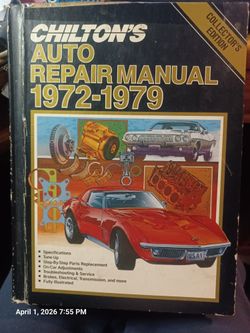 CHILTON'S
COLLECTOR'S
EDITION
AUTO
REPAIR MANUAL
1972-1979
• Specifications
• Tune-Up
• Step-By-Step Parts Replacement
• On-Car Adjustments
• Troubleshooting & Service
• Brakes, Electrical, Transmission, and more
• Fully Illustrated
April 1, 2026 7:55 PM